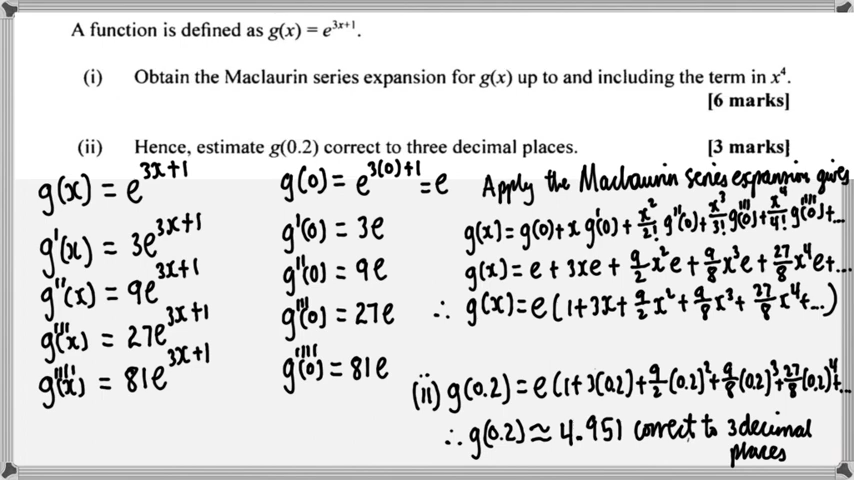 A function is defined as g(x) = e^{3x+1}.
(i) Obtain the Maclaurin series expansion for g(x) up to and including the term in x⁴.
[6 marks]
(ii) Hence, estimate g(0.2) correct to three decimal places. [3 marks]
g(x) = e^{3x+1}
g'(x) = 3e^{3x+1}
g''(x) = 9e^{3x+1}
g'''(x) = 27e^{3x+1}
g''''(x) = 81e^{3x+1}
g(0) = e^{3(0)+1} = e
g'(0) = 3e
g''(0) = 9e
g'''(0) = 27e
g''''(0) = 81e
Apply the Maclaurin series expansion gives
g(x) = g(0) + x g'(0) + x²/2! g''(0) + x³/3! g'''(0) + x⁴/4! g''''(0) + ...
g(x) = e + 3xe + 9/2 x²e + 9/8 x³e + 27/8 x⁴e + ...
∴ g(x) = e(1 + 3x + 9/2 x² + 9/8 x³ + 27/8 x⁴ + ...)
(ii) g(0.2) = e(1 + 3(0.2) + 9/2 (0.2)² + 9/8 (0.2)³ + 27/8 (0.2)⁴ + ...
∴ g(0.2) ≈ 4.951 correct to 3 decimal
places